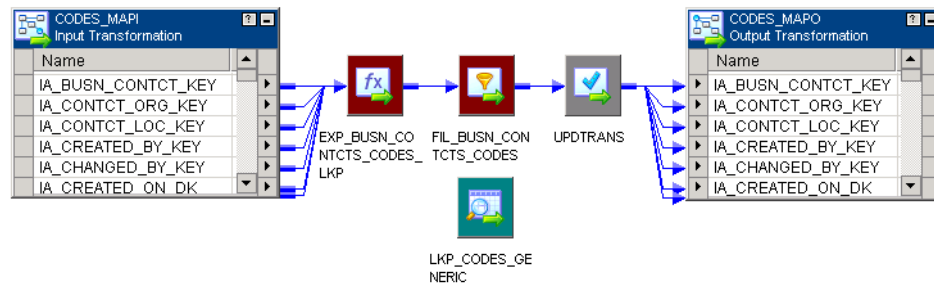 CODES_MAPI
Input Transformation
Name
IA_BUSN_CONTCT_KEY
IA_CONTCT_ORG_KEY
IA_CONTCT_LOC_KEY
IA_CREATED_BY_KEY
IA_CHANGED_BY_KEY
IA_CREATED_ON_DK
fx
EXP_BUSN_CO
NTCTS_CODES_
LKP
FIL_BUSN_CON
TCTS_CODES
UPDTRANS
LKP_CODES_GE
NERIC
CODES_MAPO
Output Transformation
Name
IA_BUSN_CONTCT_KEY
IA_CONTCT_ORG_KEY
IA_CONTCT_LOC_KEY
IA_CREATED_BY_KEY
IA_CHANGED_BY_KEY
IA_CREATED_ON_DK